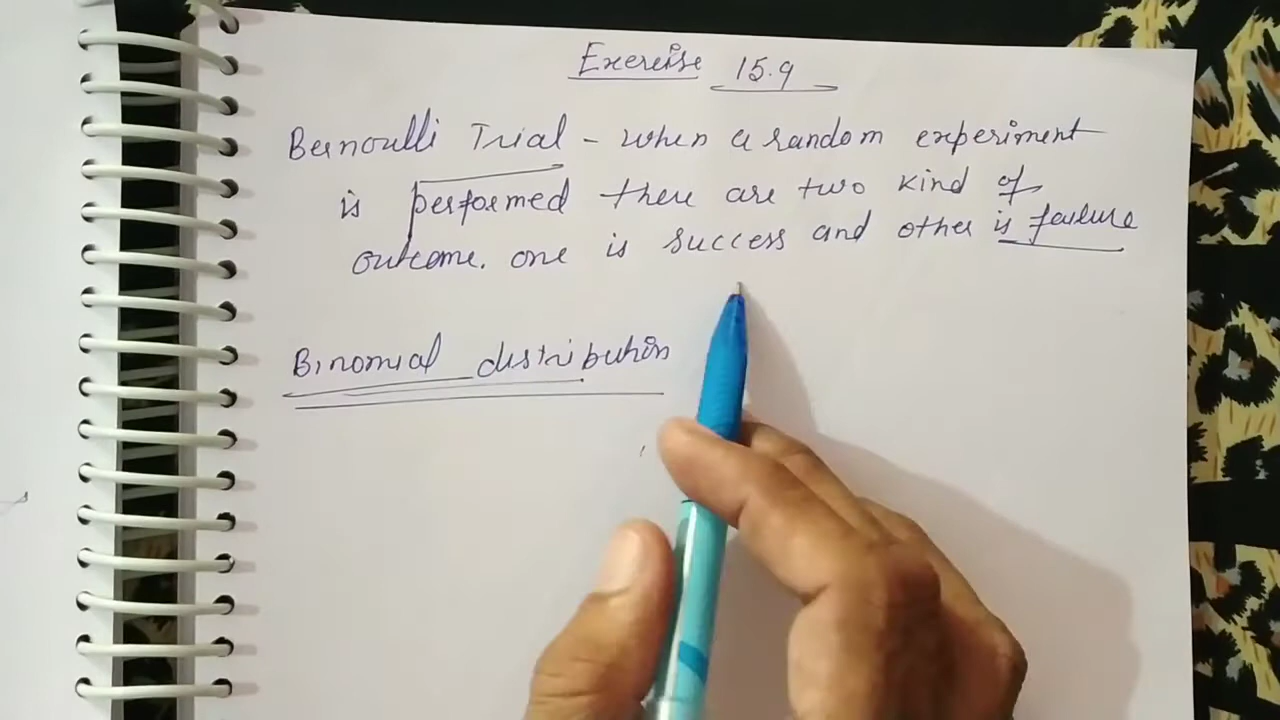 Exercise 15.9
Bernoulli Trial - when a random experiment
is performed there are two kind of
outcome. one is success and other is failure
Binomial distribution